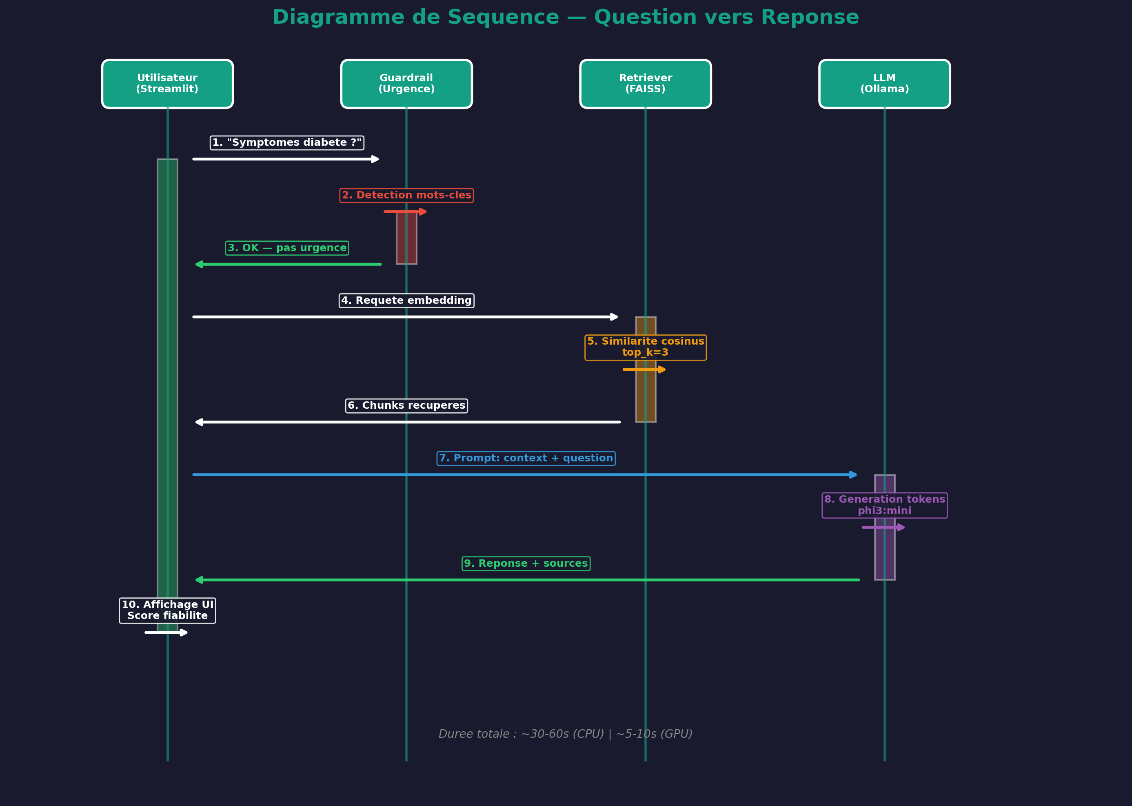 Diagramme de Sequence — Question vers Reponse
Utilisateur
(Streamlit)
Guardrail
(Urgence)
Retriever
(FAISS)
LLM
(Ollama)
1. "Symptomes diabete ?"
2. Detection mots-cles
3. OK — pas urgence
4. Requete embedding
5. Similarite cosinus
top_k=3
6. Chunks recuperes
7. Prompt: context + question
8. Generation tokens
phi3:mini
9. Reponse + sources
10. Affichage UI
Score fiabilite
Duree totale : ~30-60s (CPU) | ~5-10s (GPU)